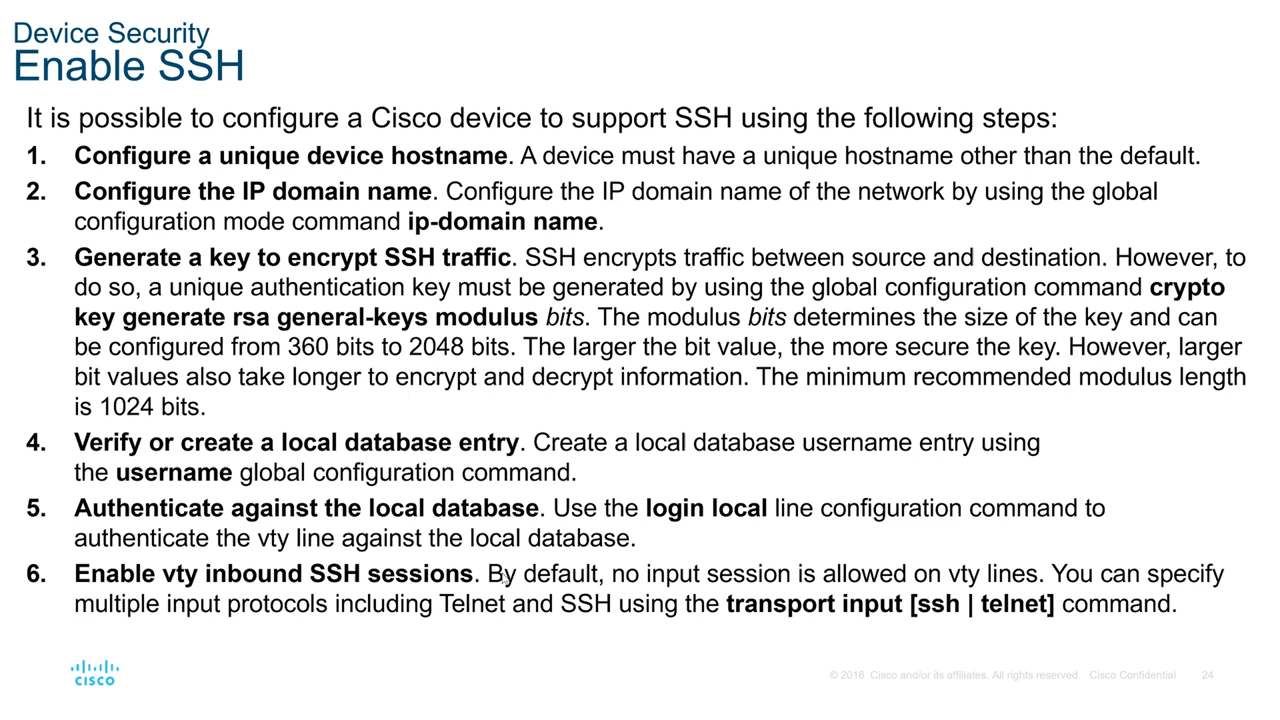 Device Security
Enable SSH
It is possible to configure a Cisco device to support SSH using the following steps:
1. Configure a unique device hostname. A device must have a unique hostname other than the default.
2. Configure the IP domain name. Configure the IP domain name of the network by using the global
configuration mode command ip-domain name.
3. Generate a key to encrypt SSH traffic. SSH encrypts traffic between source and destination. However, to
do so, a unique authentication key must be generated by using the global configuration command crypto
key generate rsa general-keys modulus bits. The modulus bits determines the size of the key and can
be configured from 360 bits to 2048 bits. The larger the bit value, the more secure the key. However, larger
bit values also take longer to encrypt and decrypt information. The minimum recommended modulus length
is 1024 bits.
4. Verify or create a local database entry. Create a local database username entry using
the username global configuration command.
5. Authenticate against the local database. Use the login local line configuration command to
authenticate the vty line against the local database.
6. Enable vty inbound SSH sessions. By default, no input session is allowed on vty lines. You can specify
multiple input protocols including Telnet and SSH using the transport input [ssh | telnet] command.
CISCO
© 2016 Cisco and/or its affiliates. All rights reserved. Cisco Confidential 24